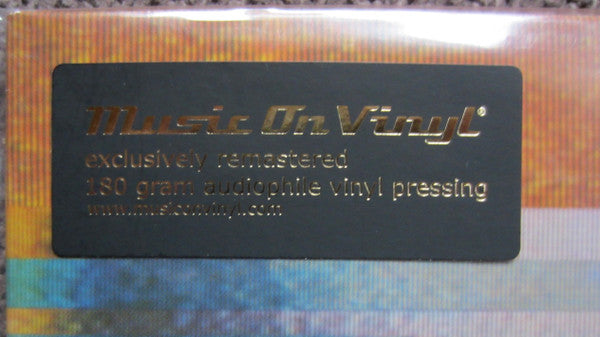 Music On Vinyl®
exclusively remastered
180 gram audiophile vinyl pressing
www.musiconvinyl.com